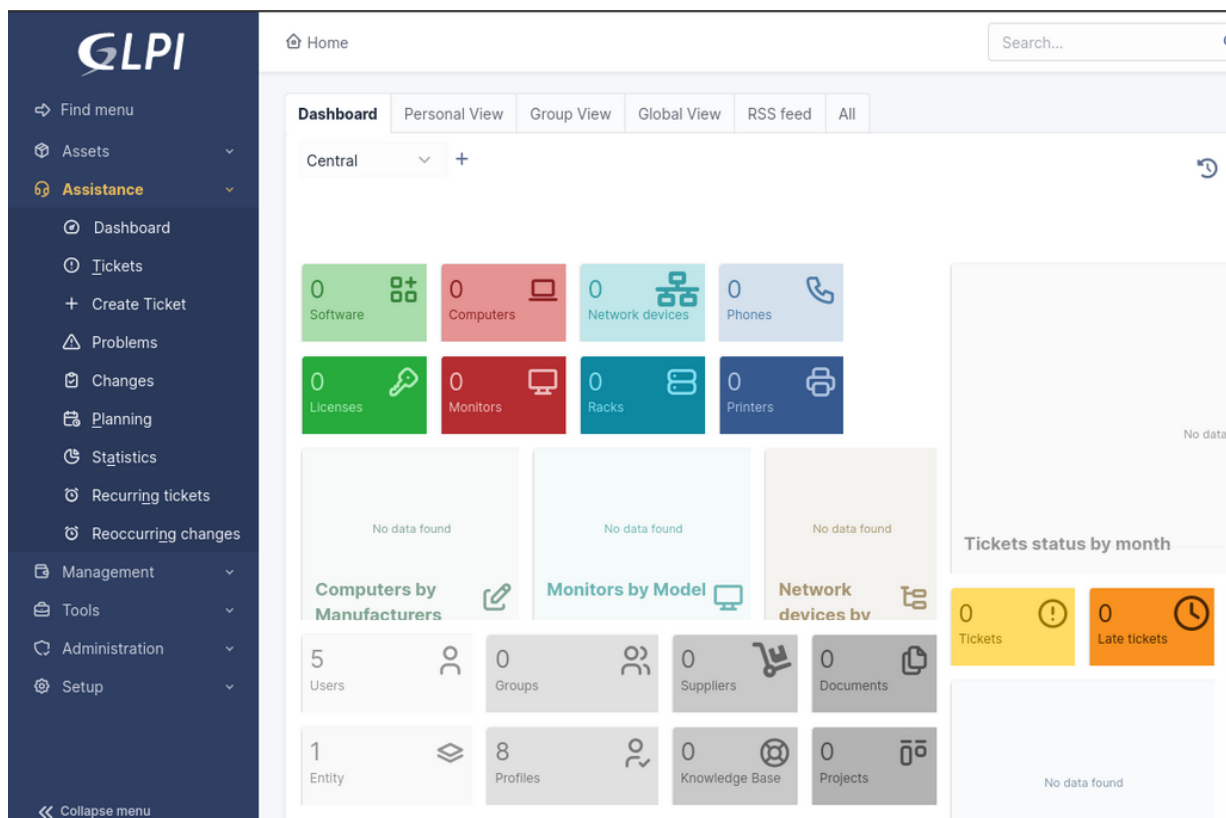 GLPI
Find menu
Assets
Assistance
Dashboard
Tickets
Create Ticket
Problems
Changes
Planning
Statistics
Recurring tickets
Reoccurring changes
Management
Tools
Administration
Setup
Collapse menu
Home
Search...
Dashboard
Personal View
Group View
Global View
RSS feed
All
Central
0
Software
0
Computers
0
Network devices
0
Phones
0
Licenses
0
Monitors
0
Racks
0
Printers
No data found
Computers by
Manufacturers
No data found
Monitors by Model
No data found
Network
devices by
No data
Tickets status by month
0
Tickets
0
Late tickets
5
Users
0
Groups
0
Suppliers
0
Documents
1
Entity
8
Profiles
0
Knowledge Base
0
Projects
No data found